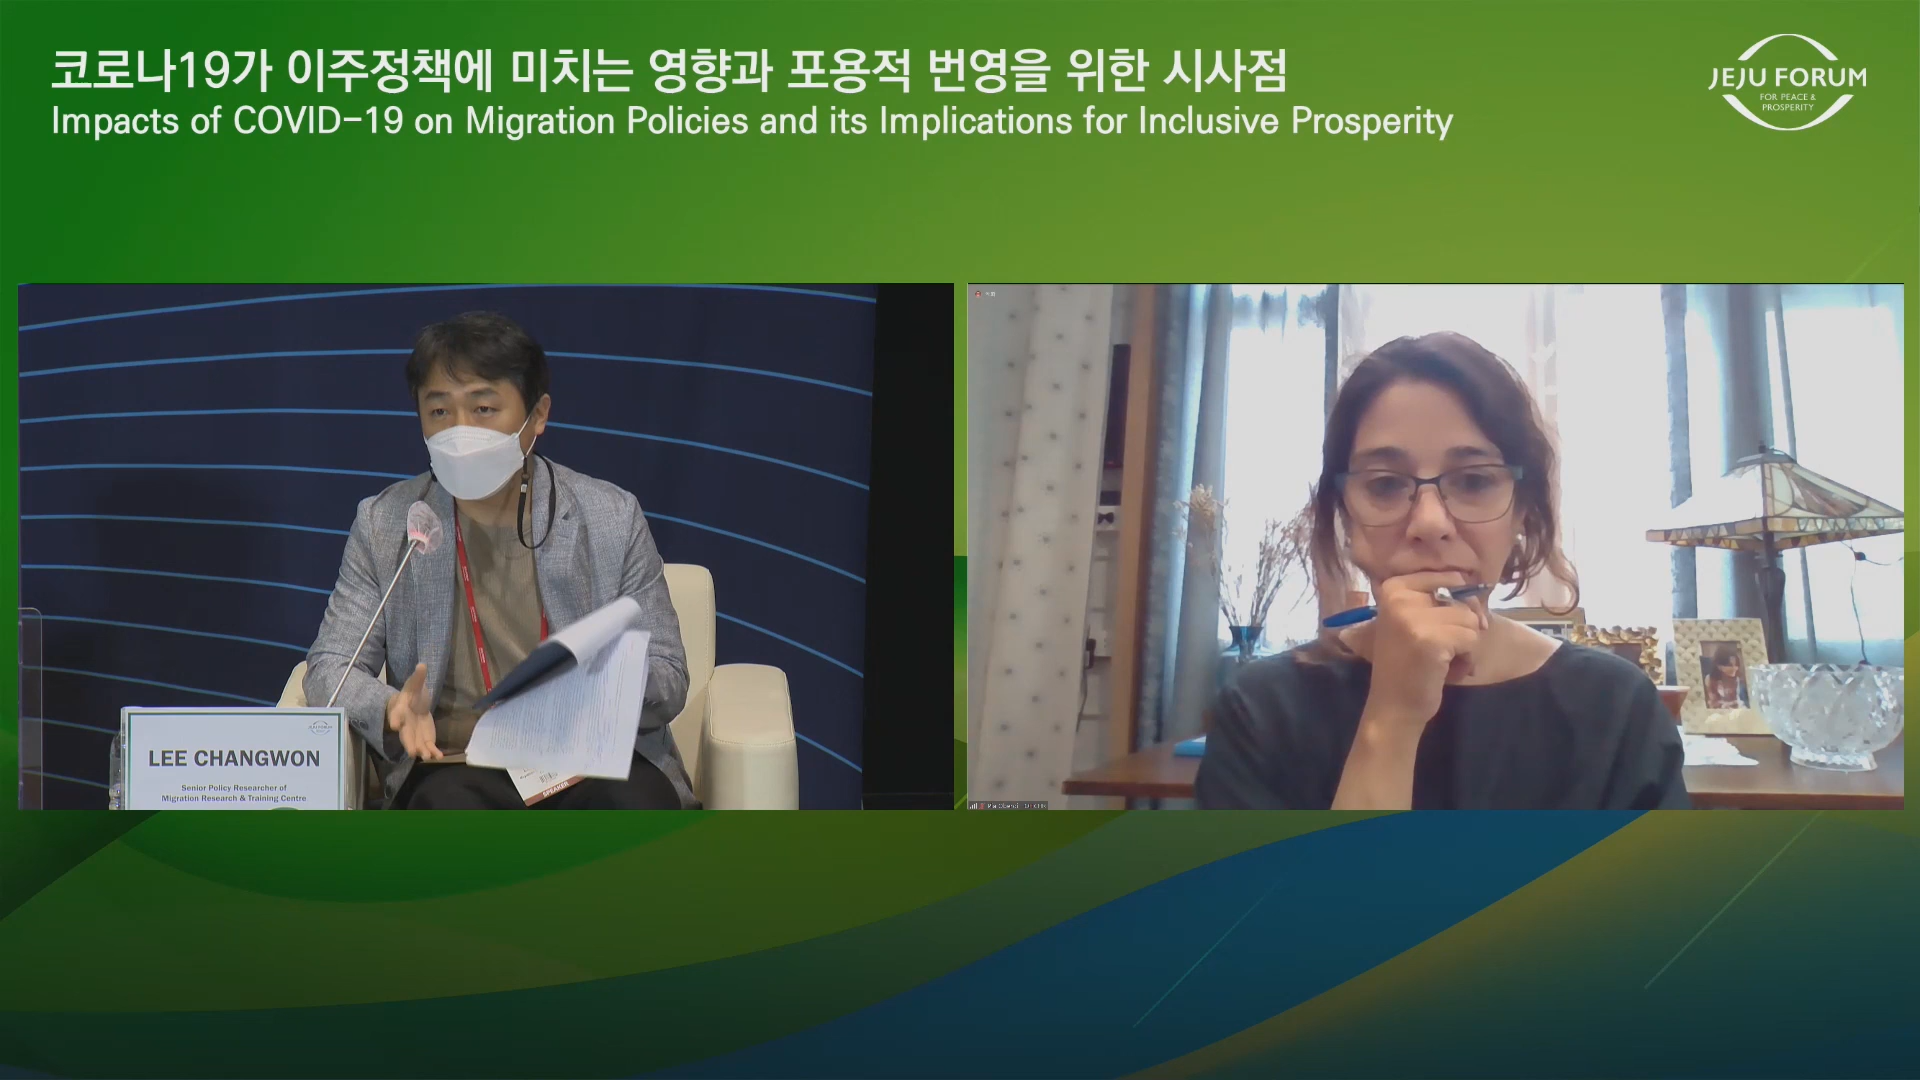 코로나19가 이주정책에 미치는 영향과 포용적 번영을 위한 시사점
Impacts of COVID-19 on Migration Policies and its Implications for Inclusive Prosperity
JEJU FORUM
FOR PEACE &
PROSPERITY
LEE CHANGWON
Senior Policy Researcher of
Migration Research & Training Centre
SPEAKER